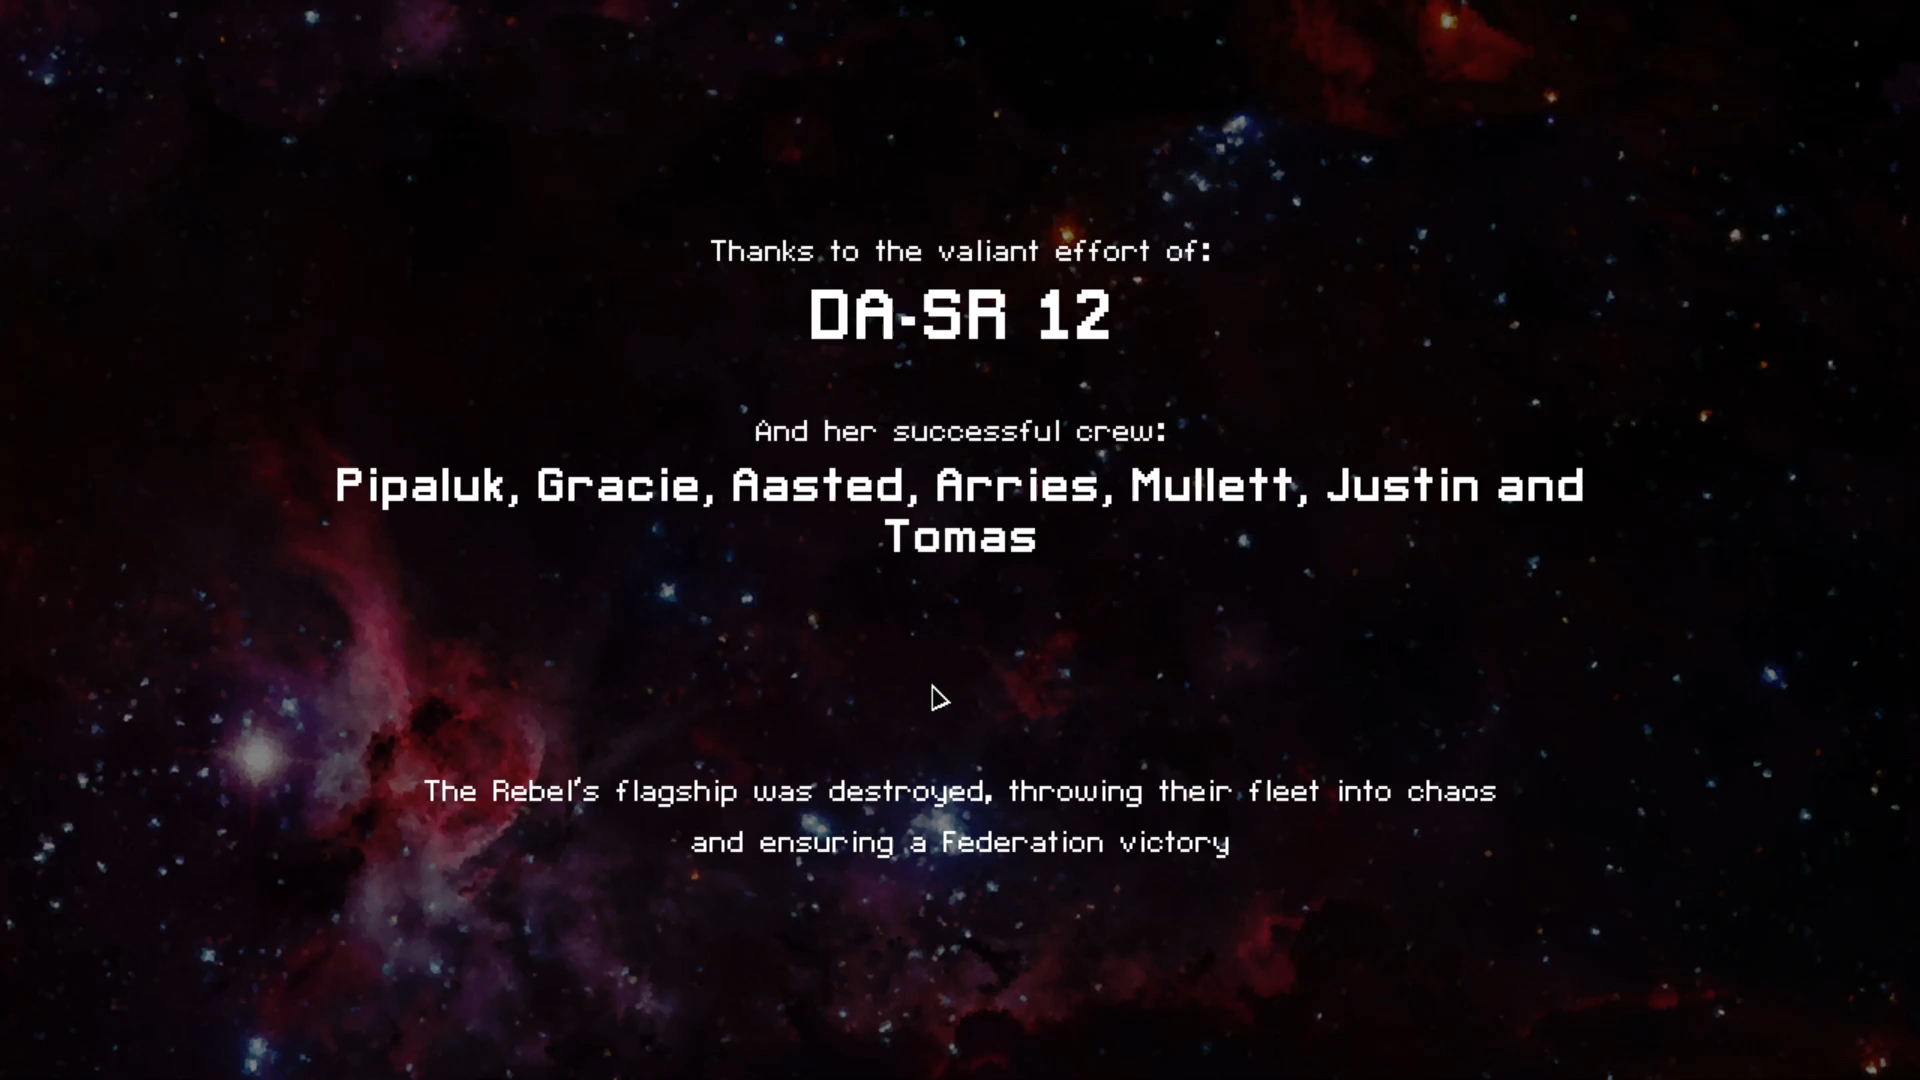 Thanks to the valiant effort of:
DA-SR 12
And her successful crew:
Pipaluk, Gracie, Aasted, Arries, Mullett, Justin and
Tomas
The Rebel's flagship was destroyed, throwing their fleet into chaos
and ensuring a Federation victory